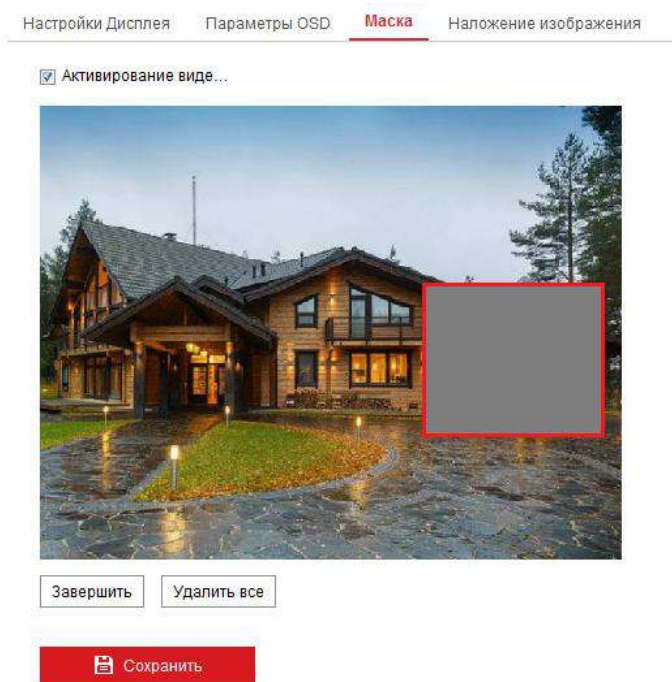 Настройки Дисплея Параметры OSD Маска Наложение изображения
Активирование виде...
Завершить Удалить все
Сохранить